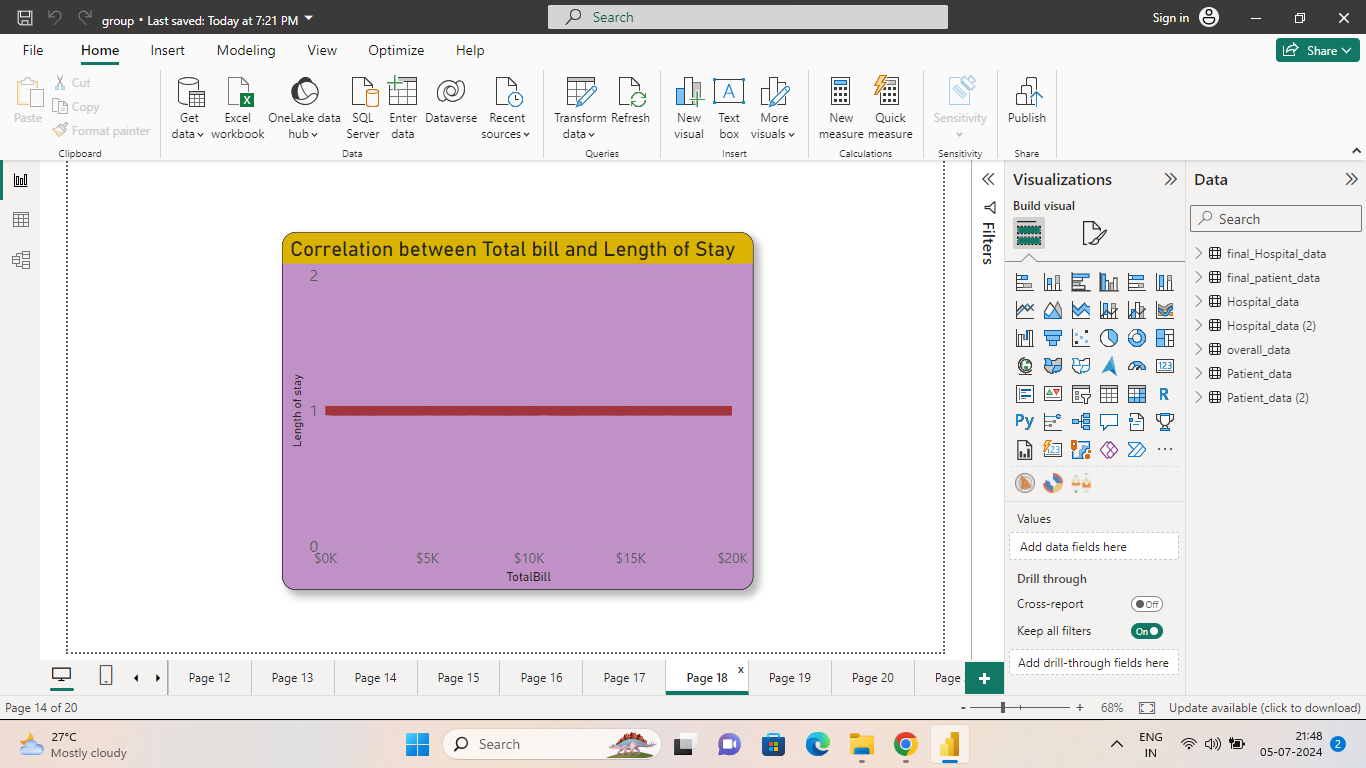 group • Last saved: Today at 7:21 PM
Search
Sign in
File Home Insert Modeling View Optimize Help
Share
Paste
Cut
Copy
Format painter
Clipboard
Get data
Excel workbook
OneLake data hub
SQL Server
Enter data
Dataverse
Recent sources
Data
Transform data
Refresh
Queries
New visual
Text box
More visuals
Insert
New measure
Quick measure
Calculations
Sensitivity
Sensitivity
Publish
Share
Correlation between Total bill and Length of Stay
2
1
0
Length of stay
$0K $5K $10K $15K $20K
TotalBill
Filters
Visualizations
Build visual
123
R
Py
123
Values
Add data fields here
Drill through
Cross-report
Off
Keep all filters
On
Add drill-through fields here
Data
Search
final_Hospital_data
final_patient_data
Hospital_data
Hospital_data (2)
overall_data
Patient_data
Patient_data (2)
Page 12 Page 13 Page 14 Page 15 Page 16 Page 17 Page 18 x Page 19 Page 20 Page
Page 14 of 20
- + 68%
Update available (click to download)
27°C
Mostly cloudy
Search
ENG
IN
21:48
05-07-2024
2